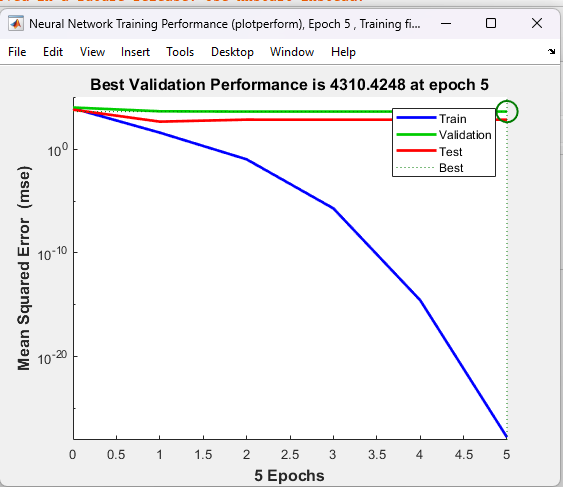 Neural Network Training Performance (plotperform), Epoch 5 , Training fi...
File Edit View Insert Tools Desktop Window Help
Best Validation Performance is 4310.4248 at epoch 5
Train
Validation
Test
Best
Mean Squared Error (mse)
10^0
10^-10
10^-20
0 0.5 1 1.5 2 2.5 3 3.5 4 4.5 5
5 Epochs